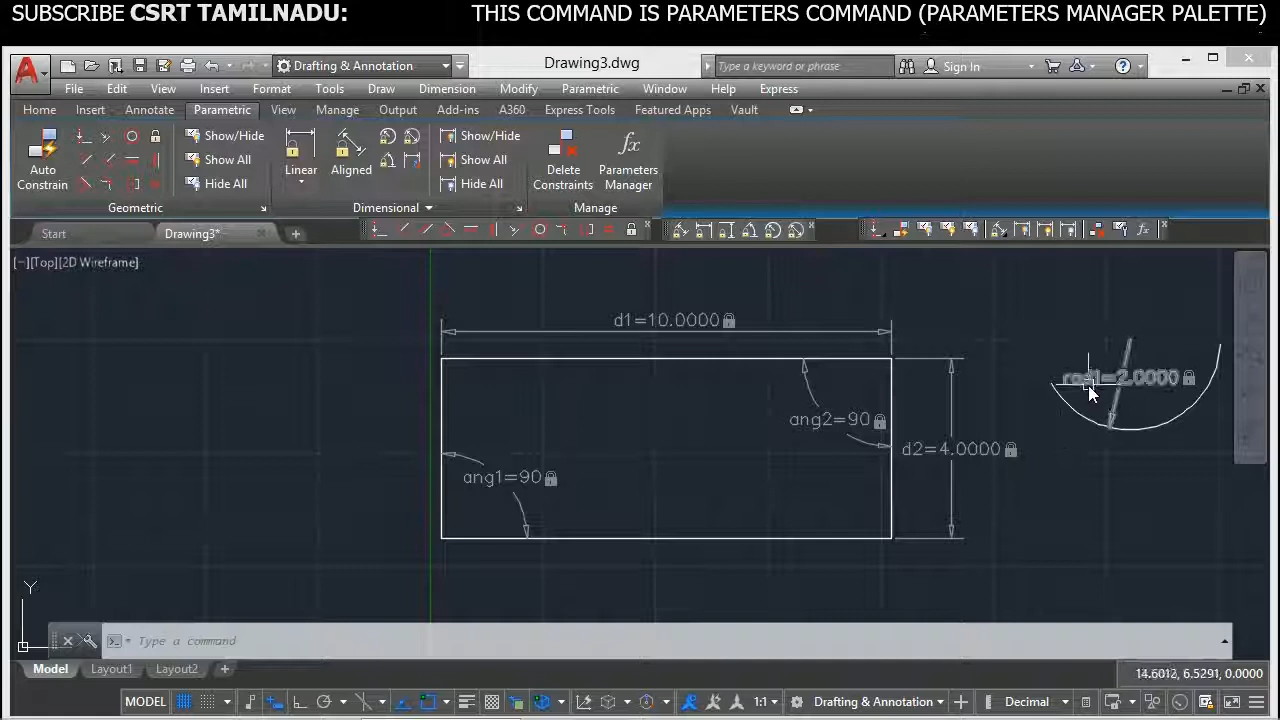 SUBSCRIBE CSRT TAMILNADU: THIS COMMAND IS PARAMETERS COMMAND (PARAMETERS MANAGER PALETTE)
Drafting & Annotation Drawing3.dwg Type a keyword or phrase Sign In
File Edit View Insert Format Tools Draw Dimension Modify Parametric Window Help Express
Home Insert Annotate Parametric View Manage Output Add-ins A360 Express Tools Featured Apps Vault
Show/Hide Show/Hide
Show All Show All
Auto Constrain Hide All Linear Aligned Hide All Delete Constraints Parameters Manager
Geometric Dimensional Manage
Start Drawing3*
[−][Top][2D Wireframe]
d1=10.0000
rad1=2.0000
ang2=90
d2=4.0000
ang1=90
Y
Type a command
Model Layout1 Layout2 +
14.6012, 6.5291, 0.0000
MODEL 1:1 Drafting & Annotation Decimal